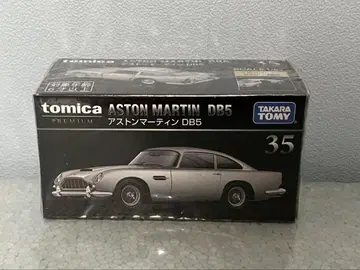 ASTON MARTIN DB5
tomica
PREMIUM
ASTON MARTIN DB5
アストンマーティン DB5
TAKARA
TOMY
35